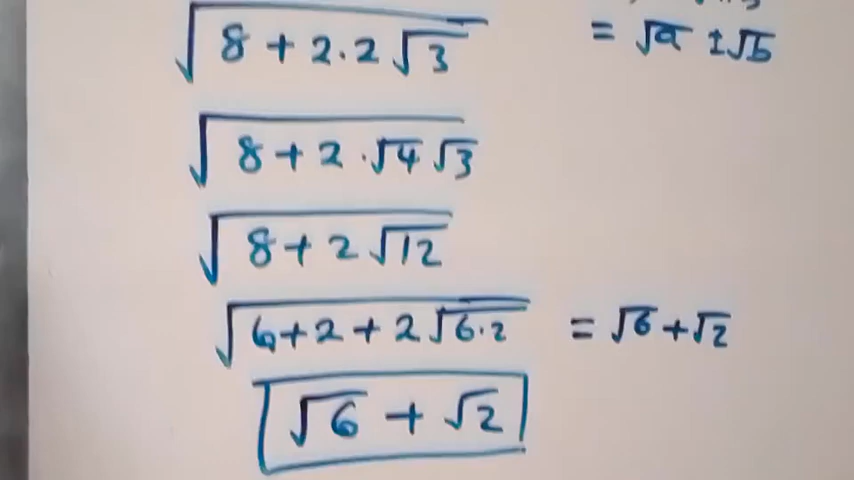 √(8 + 2·2√3) = √a ± √b
√(8 + 2·√4√3)
√(8 + 2√12)
√(6 + 2 + 2√(6·2)) = √6 + √2
√6 + √2